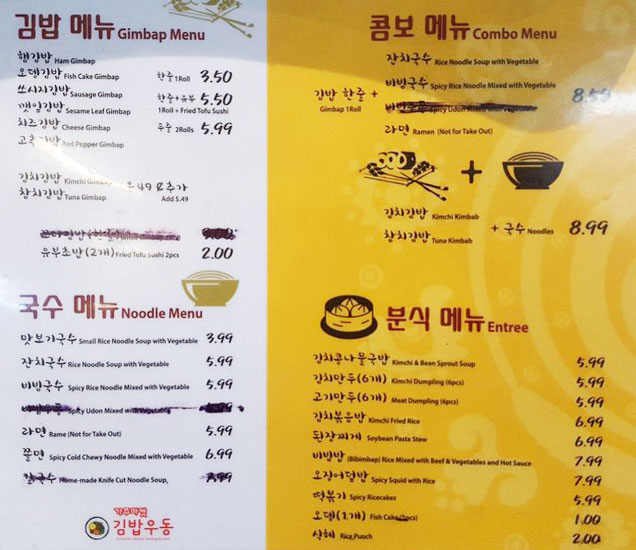 김밥 메뉴 Gimbap Menu
햄김밥 Ham Gimbap
오뎅김밥 Fish Cake Gimbap 한줄 1Roll 3.50
쏘시지김밥 Sausage Gimbap
깻잎김밥 Sesame Leaf Gimbap 한줄+유부 5.50
1Roll + Fried Tofu Sushi
치즈김밥 Cheese Gimbap 두줄 2Rolls 5.99
고추김밥 Red Pepper Gimbap
김치김밥 Kimchi Gimbap
참치김밥 Tuna Gimbap
추가
Add 5.49
유부초밥(2개) Fried Tofu Sushi 2pcs 2.00
국수 메뉴 Noodle Menu
맛보기국수 Small Rice Noodle Soup with Vegetable 3.99
잔치국수 Rice Noodle Soup with Vegetable 5.99
비빔국수 Spicy Rice Noodle Mixed with Vegetable 5.99
Spicy Udon Mixed with Vegetable
라면 Rame (Not for Take Out) 5.99
쫄면 Spicy Cold Chewy Noodle Mixed with Vegetable 6.99
칼국수 Home-made Knife Cut Noodle Soup, 7.99
김밥우동
콤보 메뉴 Combo Menu
김밥 한줄 +
Gimbap 1Roll
잔치국수 Rice Noodle Soup with Vegetable
비빔국수 Spicy Rice Noodle Mixed with Vegetable
Spicy Udon Mixed with Vegetable
8.59
라면 Ramen (Not for Take Out)
+
김치김밥 Kimchi Kimbab
참치김밥 Tuna Kimbab
+ 국수 Noodles 8.99
분식 메뉴 Entree
김치콩나물국밥 Kimchi & Bean Sprout Soup 5.99
김치만두(6개) Kimchi Dumpling (6pcs) 5.99
고기만두(6개) Meat Dumpling (6pcs) 5.99
김치볶음밥 Kimchi Fried Rice 6.99
된장찌게 Soybean Pasta Stew 6.99
비빔밥 (Bibimbap) Rice Mixed with Beef & Vegetables and Hot Sauce 7.99
오징어덮밥 Spicy Squid with Rice 7.99
떡볶기 Spicy Ricecakes 5.99
오뎅(1개) Fish Cake (1pcs) 1.00
식혜 Rice Puoch 2.00